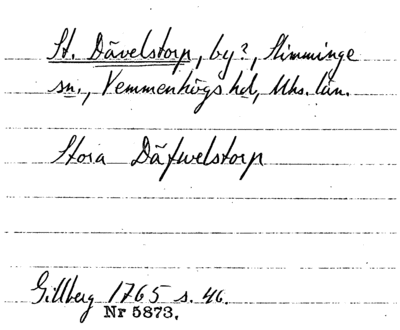 St. Dävelstorp, by?, Slimminge
sn., Vemmenhögs hd, Mhs. län.
Stora Däfwelstorp
Gillberg 1765 s. 46.
Nr 5873.